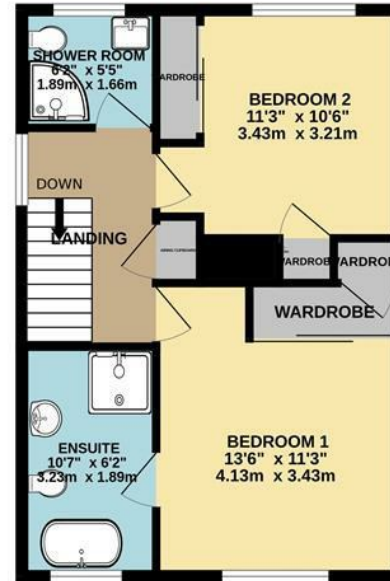 SHOWER ROOM
6'2" x 5'5"
1.89m x 1.66m
WARDROBE
BEDROOM 2
11'3" x 10'6"
3.43m x 3.21m
DOWN
LANDING
WARDROBE
WARDROBE
WARDROBE
ENSUITE
10'7" x 6'2"
3.23m x 1.89m
BEDROOM 1
13'6" x 11'3"
4.13m x 3.43m